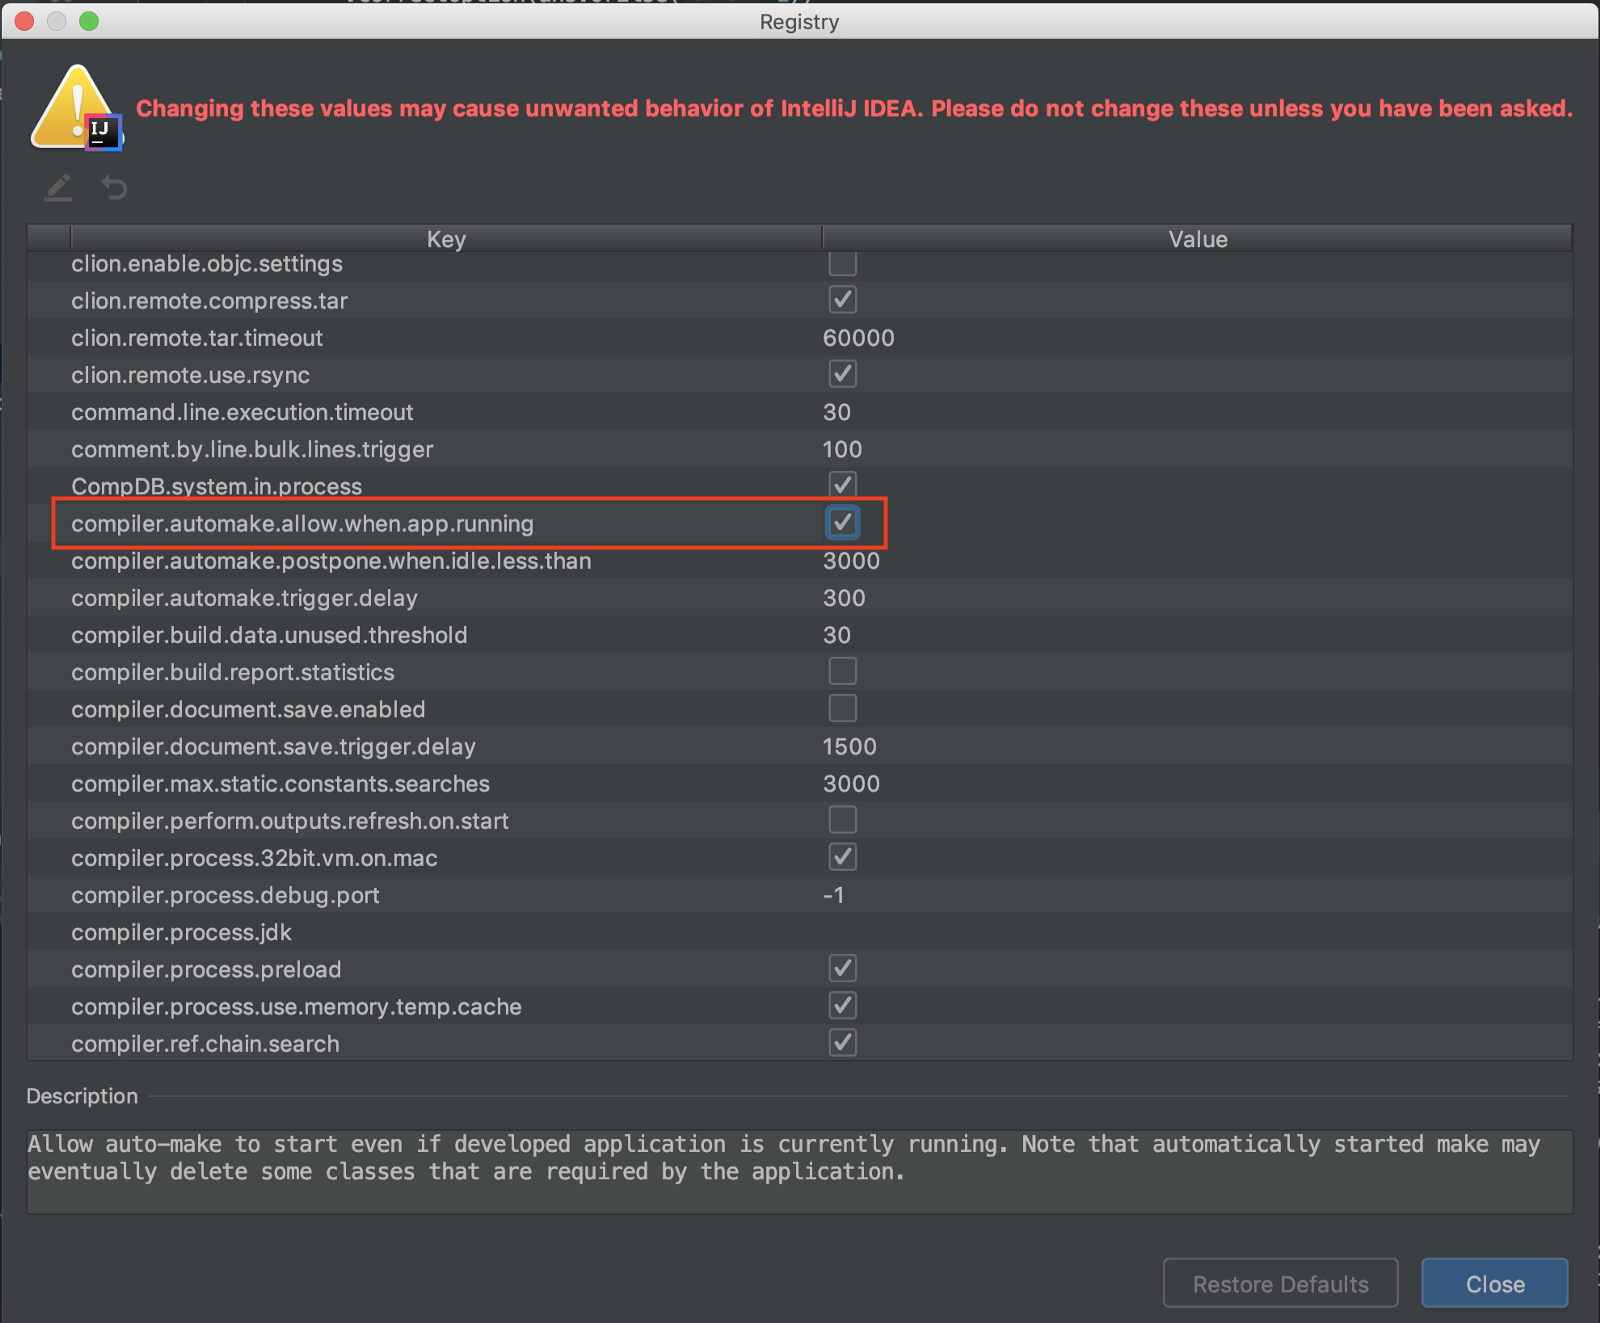 Registry
IJ
Changing these values may cause unwanted behavior of IntelliJ IDEA. Please do not change these unless you have been asked.
Key Value
clion.enable.objc.settings
clion.remote.compress.tar
clion.remote.tar.timeout 60000
clion.remote.use.rsync
command.line.execution.timeout 30
comment.by.line.bulk.lines.trigger 100
CompDB.system.in.process
compiler.automake.allow.when.app.running
compiler.automake.postpone.when.idle.less.than 3000
compiler.automake.trigger.delay 300
compiler.build.data.unused.threshold 30
compiler.build.report.statistics
compiler.document.save.enabled
compiler.document.save.trigger.delay 1500
compiler.max.static.constants.searches 3000
compiler.perform.outputs.refresh.on.start
compiler.process.32bit.vm.on.mac
compiler.process.debug.port -1
compiler.process.jdk
compiler.process.preload
compiler.process.use.memory.temp.cache
compiler.ref.chain.search
Description
Allow auto-make to start even if developed application is currently running. Note that automatically started make may
eventually delete some classes that are required by the application.
Restore Defaults Close